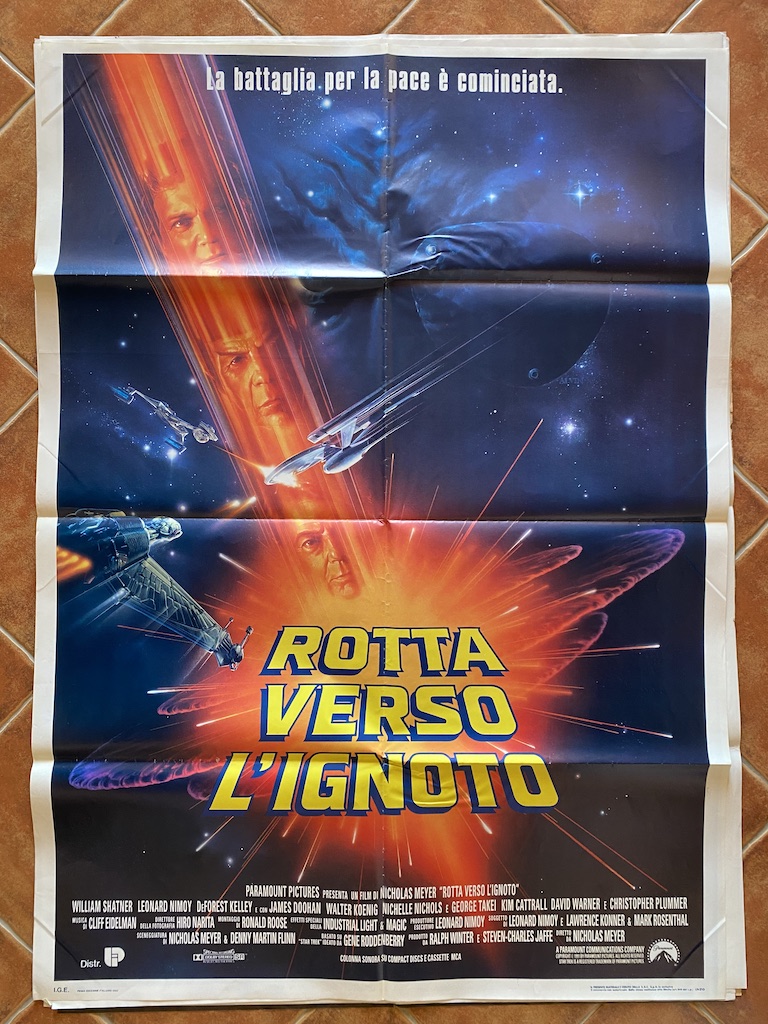 La battaglia per la pace è cominciata.
ROTTA
VERSO
L'IGNOTO
PARAMOUNT PICTURES PRESENTA UN FILM DI NICHOLAS MEYER "ROTTA VERSO L'IGNOTO"
WILLIAM SHATNER LEONARD NIMOY DeFOREST KELLEY E CON JAMES DOOHAN WALTER KOENIG NICHELLE NICHOLS E GEORGE TAKEI KIM CATTRALL DAVID WARNER E CHRISTOPHER PLUMMER
MUSICA DI CLIFF EIDELMAN DIRETTORE DELLA FOTOGRAFIA HIRO NARITA MONTAGGIO DI RONALD ROOSE EFFETTI SPECIALI DELLA INDUSTRIAL LIGHT & MAGIC PRODUTTORE ESECUTIVO LEONARD NIMOY SOGGETTO DI LEONARD NIMOY E LAWRENCE KONNER & MARK ROSENTHAL
SCENEGGIATURA DI NICHOLAS MEYER & DENNY MARTIN FLINN BASATO SU "STAR TREK" CREATO DA GENE RODDENBERRY PRODOTTO DA RALPH WINTER E STEVEN-CHARLES JAFFE DIRETTO DA NICHOLAS MEYER
COLONNA SONORA SU COMPACT DISCS E CASSETTE MCA
A PARAMOUNT COMMUNICATIONS COMPANY
Distr.
Paramount
I.G.E.